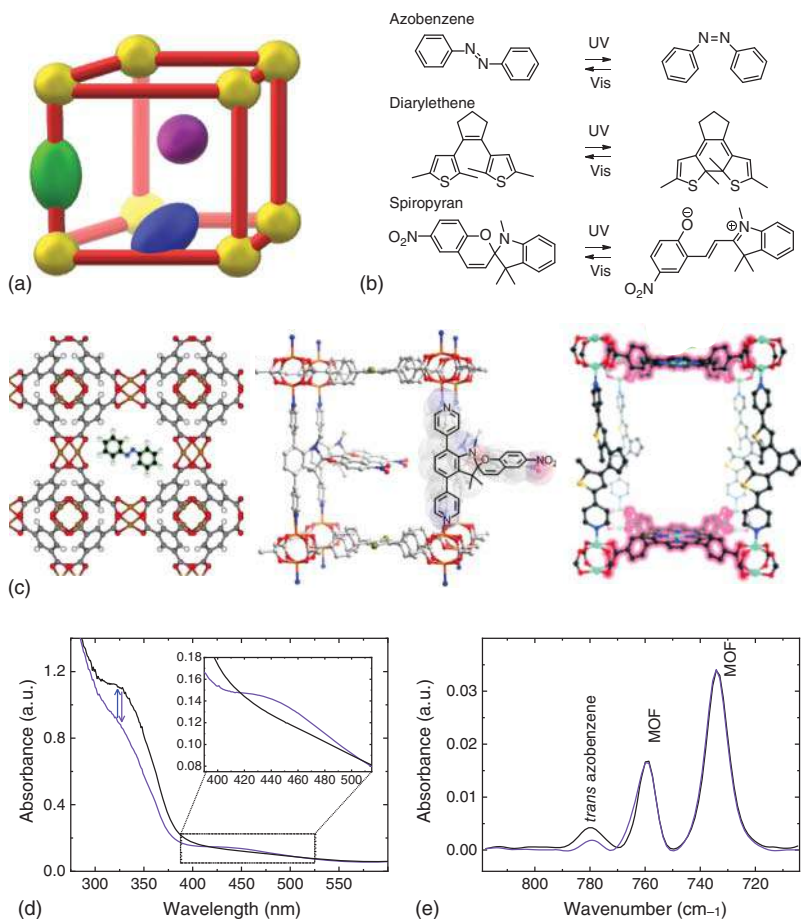 (a)
(b)
Azobenzene
N
N
UV
Vis
N=N
Diarylethene
S
S
UV
Vis
S
S
Spiropyran
NO₂
O
N
UV
Vis
O
⊖
N
+
O₂N
(c)
N
N
N
O
NO₂
Absorbance (a.u.)
1.2
0.8
0.4
0.0
300
350
400
450
500
550
Wavelength (nm)
0.18
0.16
0.14
0.12
0.10
0.08
400
420
440
460
480
500
(d)
Absorbance (a.u.)
0.03
0.02
0.01
0.00
trans azobenzene
MOF
MOF
800
780
760
740
720
Wavenumber (cm−1)
(e)